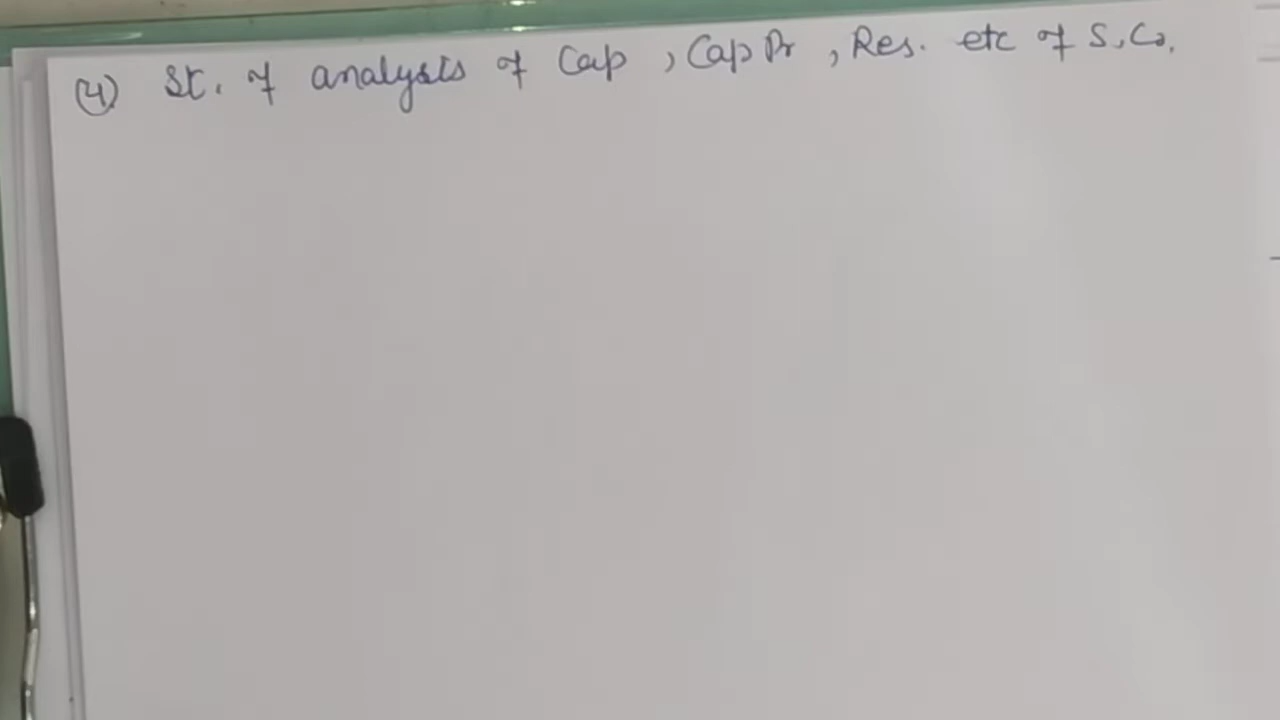 (4) St. of analysis of Cap , Cap Pr , Res. etc of S. Co.